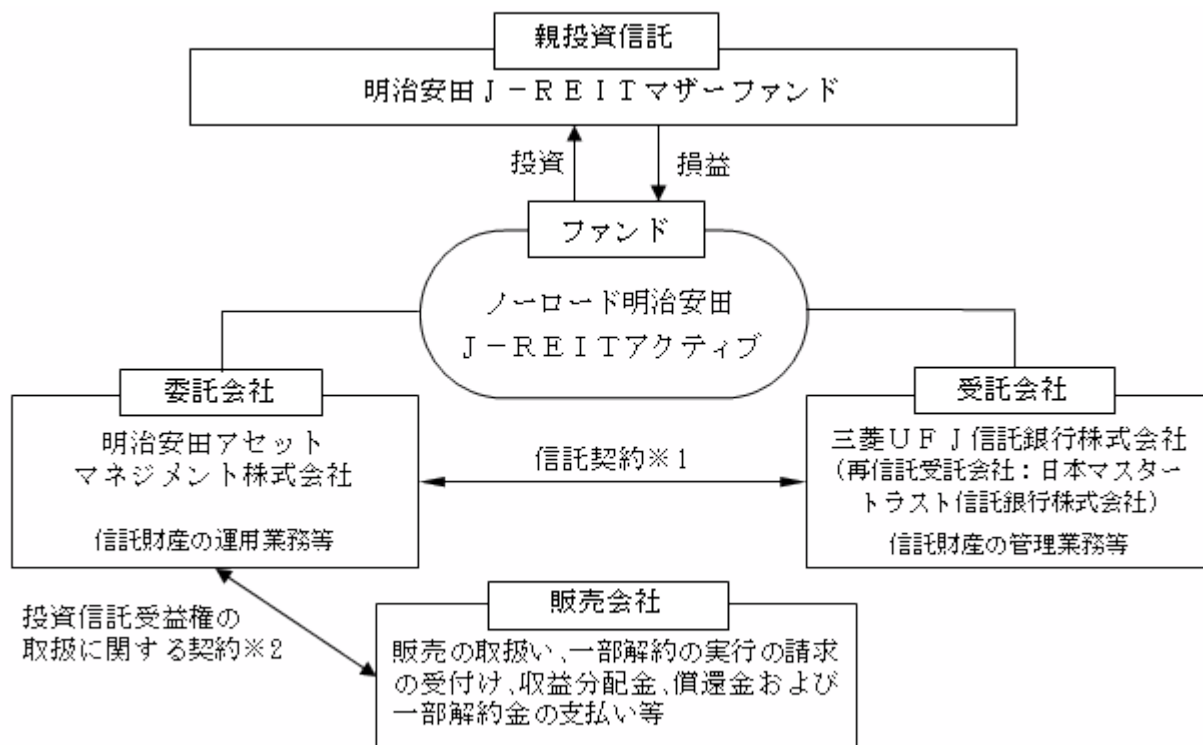 親投資信託
明治安田J-REITマザーファンド
投資
損益
ファンド
ノーロード明治安田
J-REITアクティブ
委託会社
明治安田アセット
マネジメント株式会社
信託財産の運用業務等
信託契約※1
受託会社
三菱UFJ信託銀行株式会社
(再信託受託会社:日本マスター
トラスト信託銀行株式会社)
信託財産の管理業務等
投資信託受益権の
取扱に関する契約※2
販売会社
販売の取扱い、一部解約の実行の請求
の受付け、収益分配金、償還金および
一部解約金の支払い等